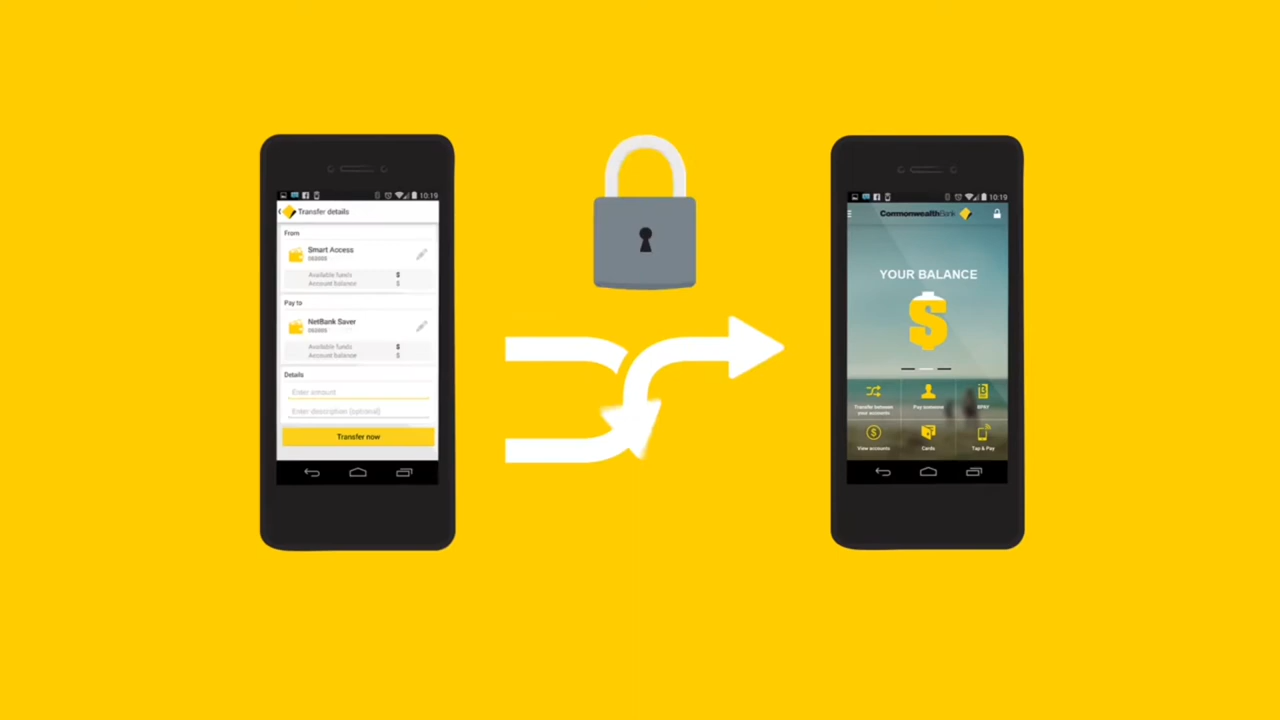 10:19
Transfer details
From
Smart Access
Available funds $
Account balance $
Pay to
NetBank Saver
Available funds $
Account balance $
Details
Enter amount
Enter description (optional)
Transfer now
10:19
CommonwealthBank
YOUR BALANCE
$
Transfer between
your accounts
Pay someone
BPAY
View accounts
Cards
Tap & Pay